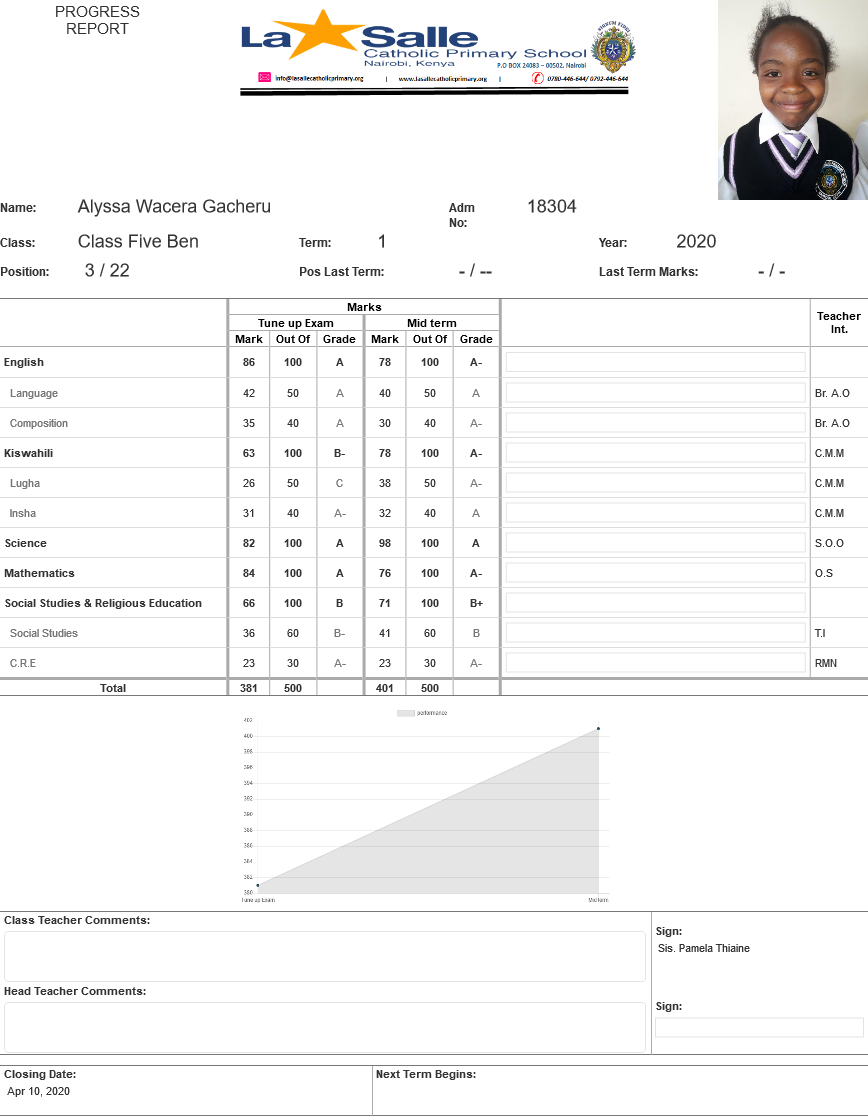 PROGRESS
REPORT
La Salle
Catholic Primary School
Nairobi, Kenya
P.O BOX 24083 – 00502, Nairobi
info@lasallecatholicprimary.org | www.lasallecatholicprimary.org | 0780-446-644/ 0792-446-644
Name: Alyssa Wacera Gacheru Adm No: 18304
Class: Class Five Ben Term: 1 Year: 2020
Position: 3 / 22 Pos Last Term: - / -- Last Term Marks: - / -
Marks
Tune up Exam Mid term Teacher Int.
Mark Out Of Grade Mark Out Of Grade
English 86 100 A 78 100 A-
Language 42 50 A 40 50 A Br. A.O
Composition 35 40 A 30 40 A- Br. A.O
Kiswahili 63 100 B- 78 100 A- C.M.M
Lugha 26 50 C 38 50 A- C.M.M
Insha 31 40 A- 32 40 A C.M.M
Science 82 100 A 98 100 A S.O.O
Mathematics 84 100 A 76 100 A- O.S
Social Studies & Religious Education 66 100 B 71 100 B+
Social Studies 36 60 B- 41 60 B T.I
C.R.E 23 30 A- 23 30 A- RMN
Total 381 500 401 500
performance
402
400
398
396
394
392
390
388
386
384
382
380
Tune up Exam Mid term
Class Teacher Comments:
Sign:
Sis. Pamela Thiaine
Head Teacher Comments:
Sign:
Closing Date: Next Term Begins:
Apr 10, 2020